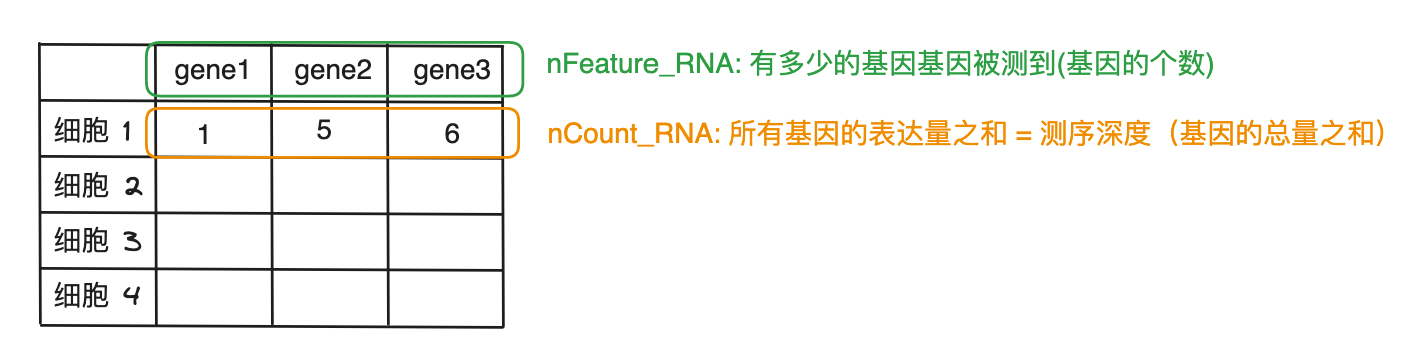 gene1 gene2 gene3 nFeature_RNA: 有多少的基因基因被测到(基因的个数)
细胞 1 1 5 6 nCount_RNA: 所有基因的表达量之和 = 测序深度（基因的总量之和）
细胞 2
细胞 3
细胞 4